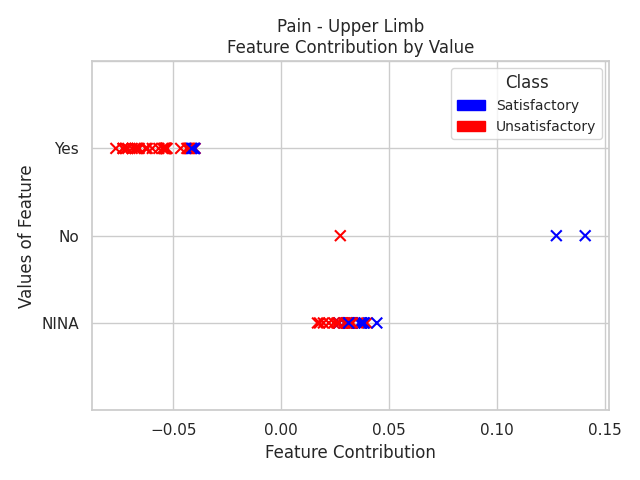 Pain - Upper Limb
Feature Contribution by Value
Class
Satisfactory
Unsatisfactory
Values of Feature
Yes
No
NINA
−0.05
0.00
0.05
0.10
0.15
Feature Contribution